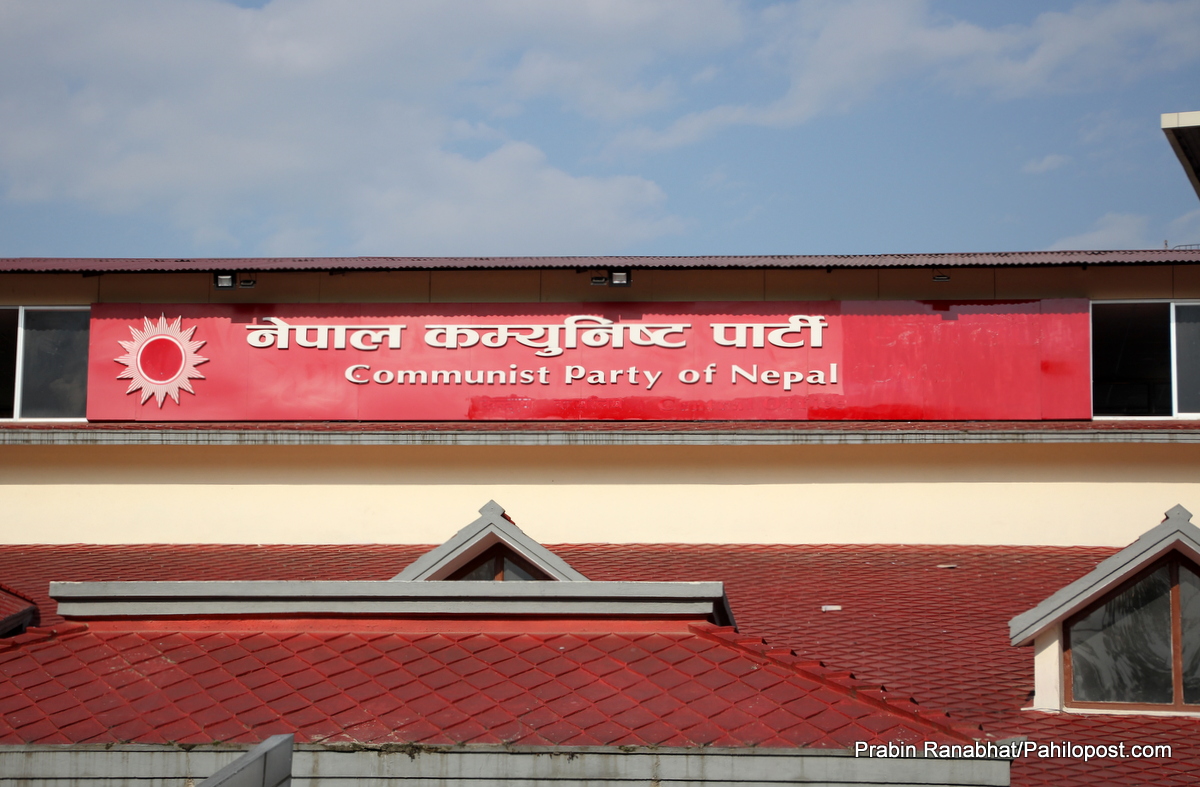 नेपाल कम्युनिष्ट पार्टी
Communist Party of Nepal
Prabin Ranabhat/Pahilopost.com